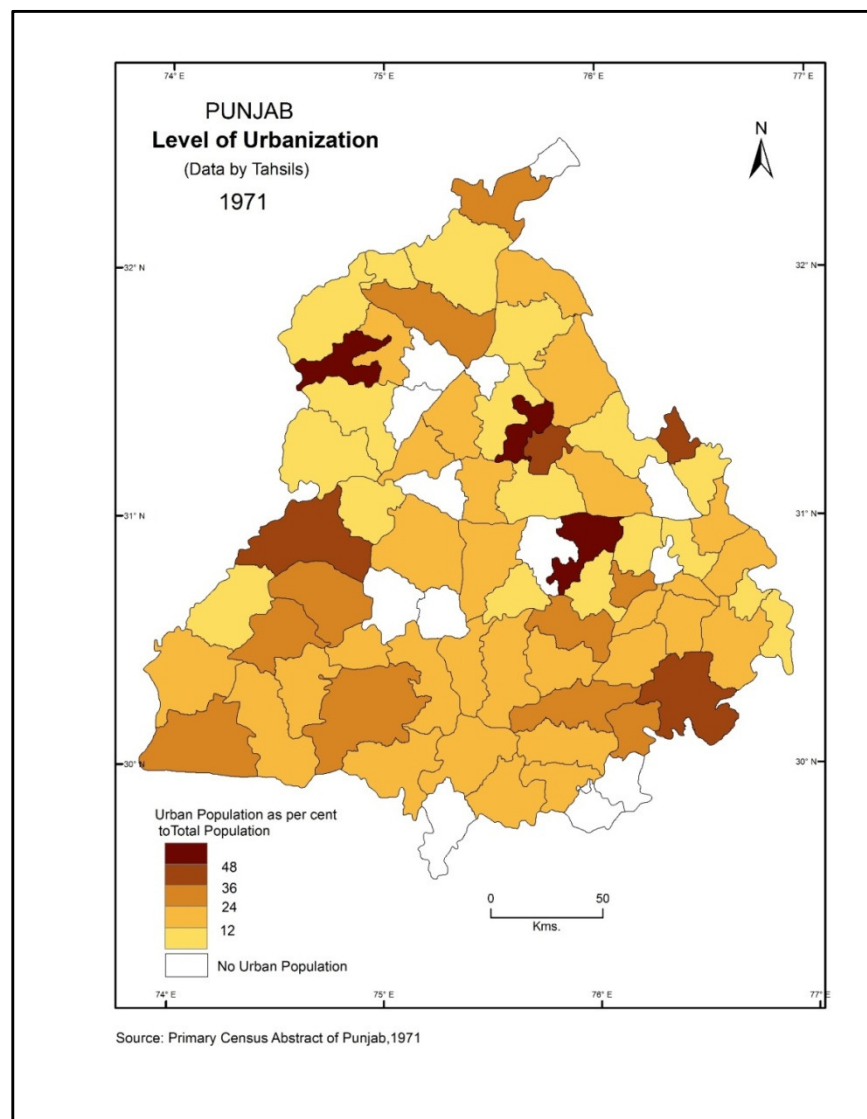 74° E 75° E 76° E 77° E
PUNJAB
Level of Urbanization
(Data by Tahsils)
1971
N
32° N 32° N
31° N 31° N
30° N 30° N
Urban Population as per cent
toTotal Population
48
36
24
12
No Urban Population
0 50
Kms.
74° E 75° E 76° E 77° E
Source: Primary Census Abstract of Punjab,1971